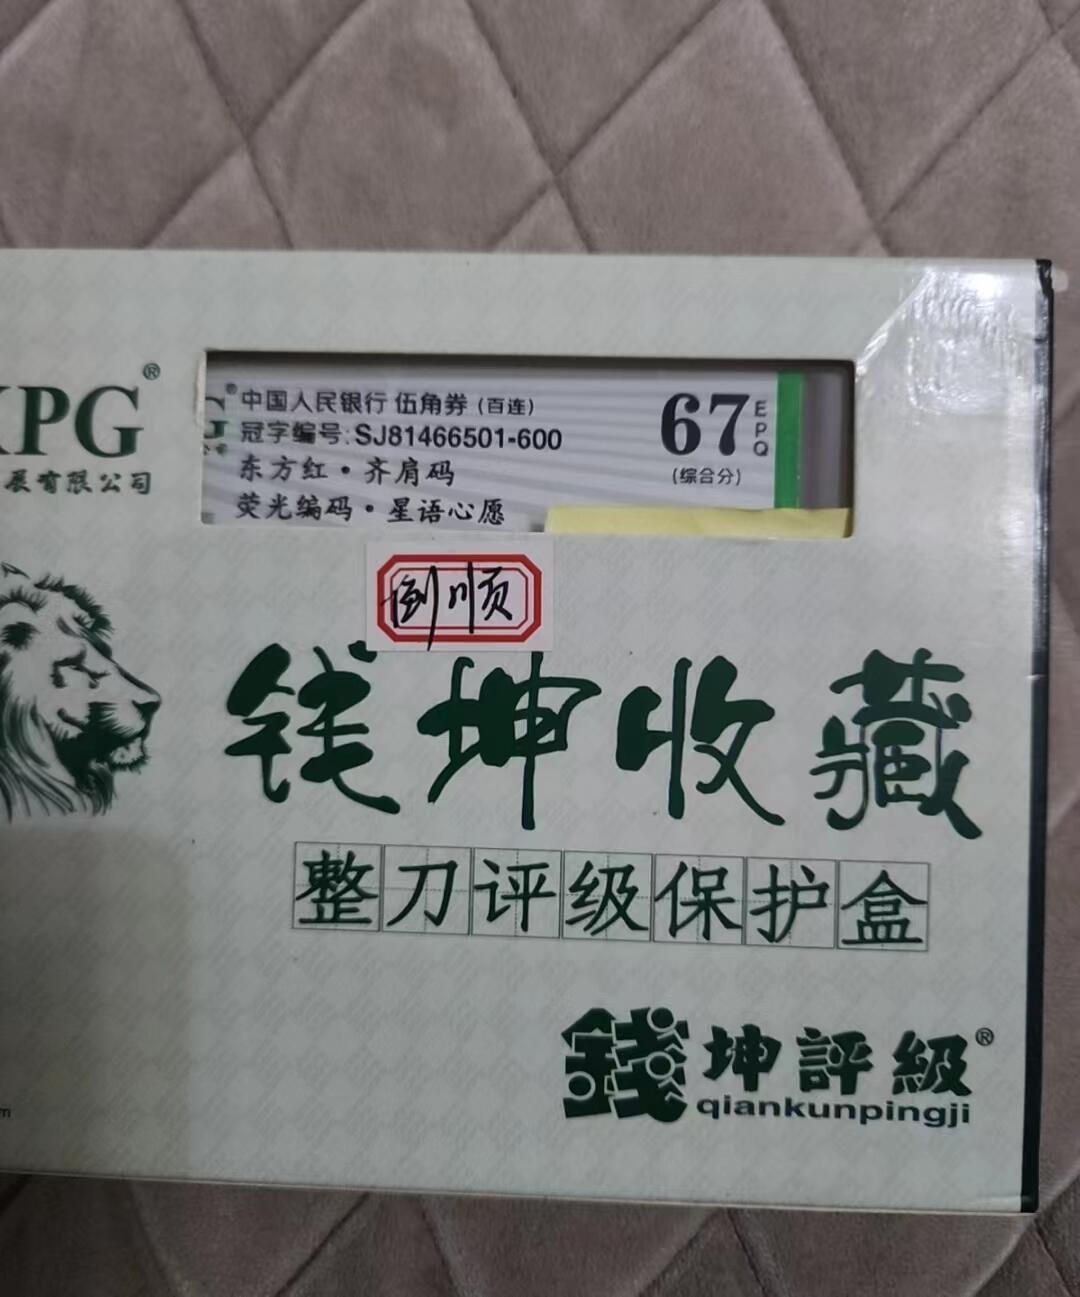 中国人民银行 伍角券 (百连)
冠字编号: SJ81466501-600
东方红·齐肩码
荧光编码·星语心愿
67
EPQ
(综合分)
PG®
展有限公司
倒顺
钱坤收藏
整刀评级保护盒
錢坤評級®
qiankunpingji